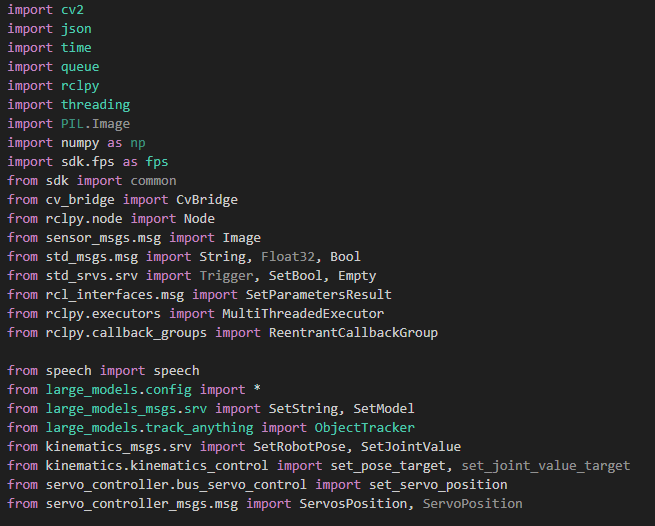 import cv2
import json
import time
import queue
import rclpy
import threading
import PIL.Image
import numpy as np
import sdk.fps as fps
from sdk import common
from cv_bridge import CvBridge
from rclpy.node import Node
from sensor_msgs.msg import Image
from std_msgs.msg import String, Float32, Bool
from std_srvs.srv import Trigger, SetBool, Empty
from rcl_interfaces.msg import SetParametersResult
from rclpy.executors import MultiThreadedExecutor
from rclpy.callback_groups import ReentrantCallbackGroup

from speech import speech
from large_models.config import *
from large_models_msgs.srv import SetString, SetModel
from large_models.track_anything import ObjectTracker
from kinematics_msgs.srv import SetRobotPose, SetJointValue
from kinematics.kinematics_control import set_pose_target, set_joint_value_target
from servo_controller.bus_servo_control import set_servo_position
from servo_controller_msgs.msg import ServosPosition, ServoPosition